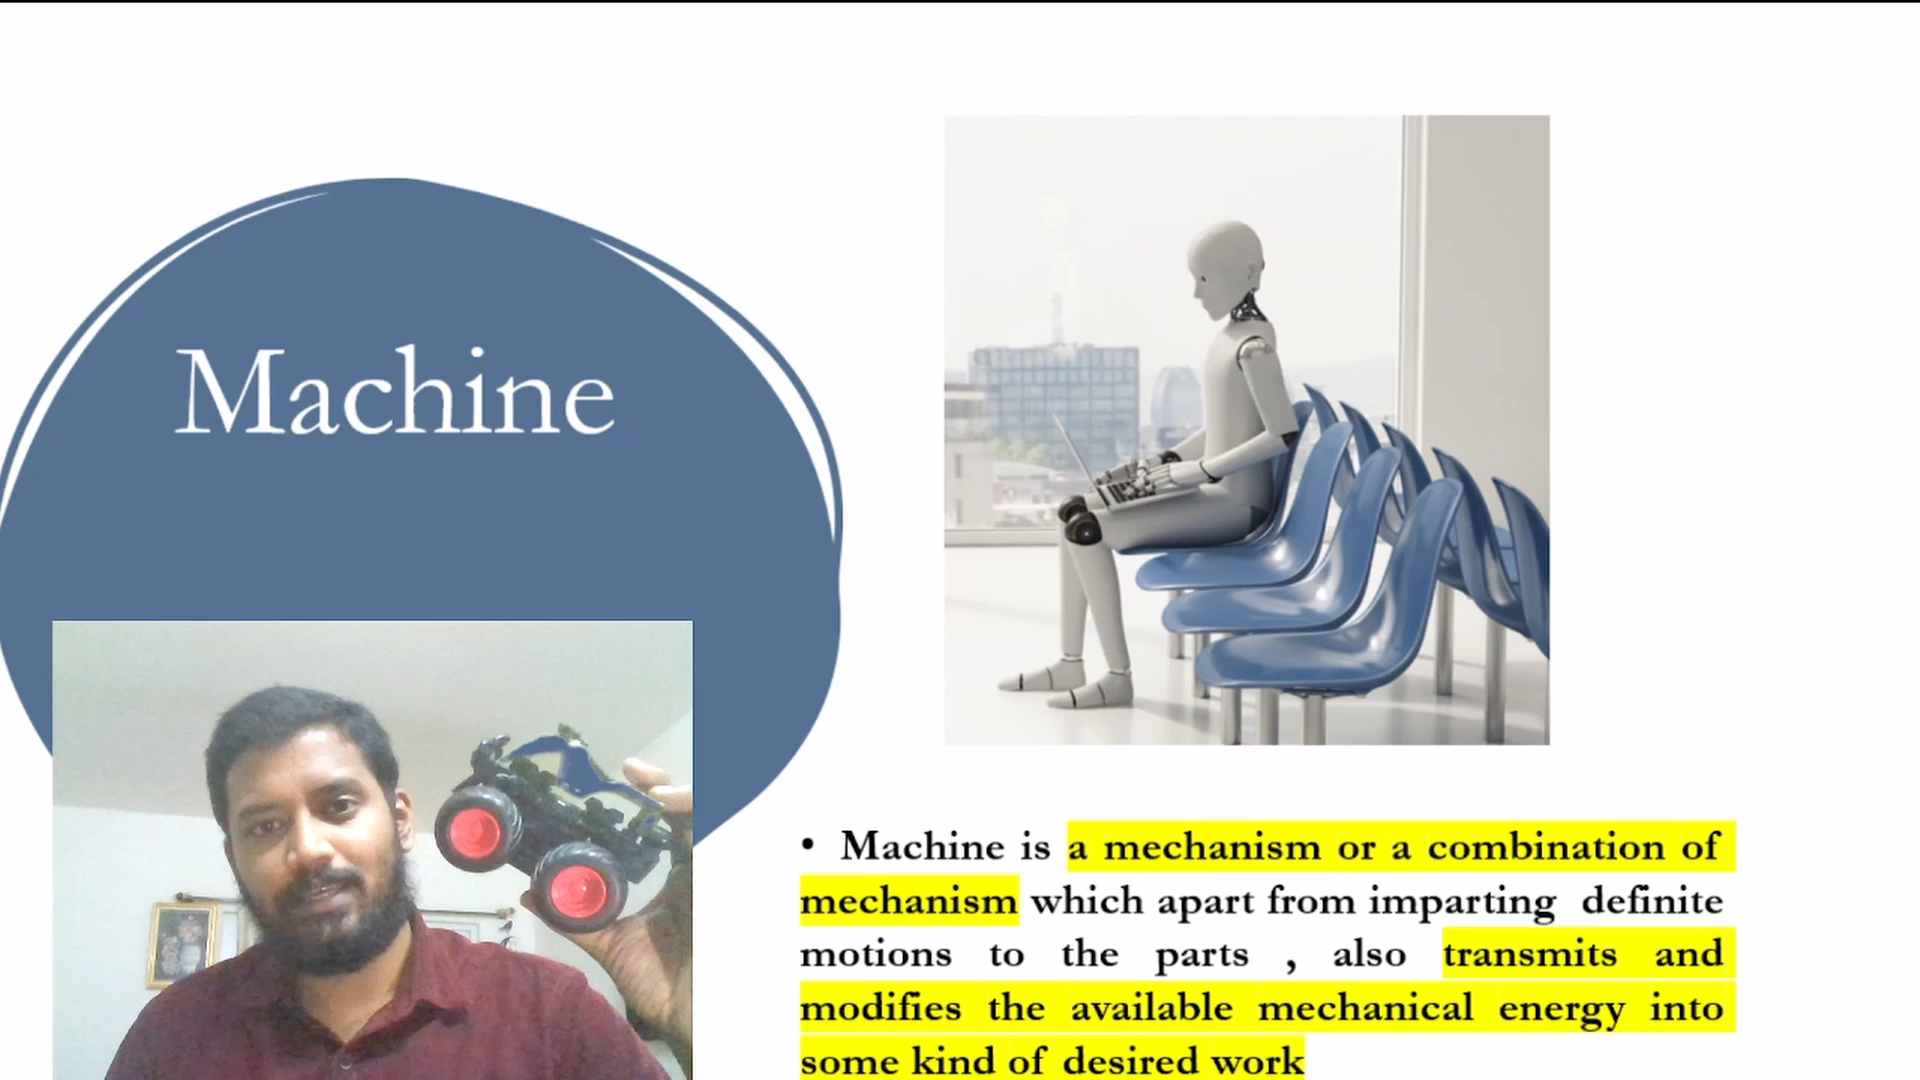 Machine
• Machine is a mechanism or a combination of
mechanism which apart from imparting definite
motions to the parts , also transmits and
modifies the available mechanical energy into
some kind of desired work